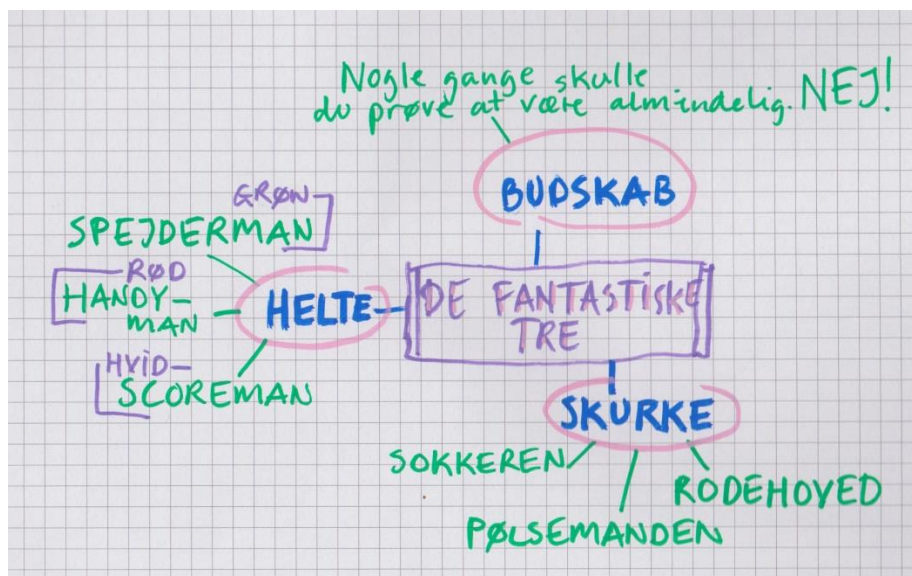 Nogle gange skulle
du prøve at være almindelig. NEJ!
BUDSKAB
GRØN
SPEJDERMAN
RØD
HANDY-
MAN
HVID
SCOREMAN
HELTE
DE FANTASTISKE
TRE
SKURKE
SOKKEREN
RODEHOVED
PØLSEMANDEN